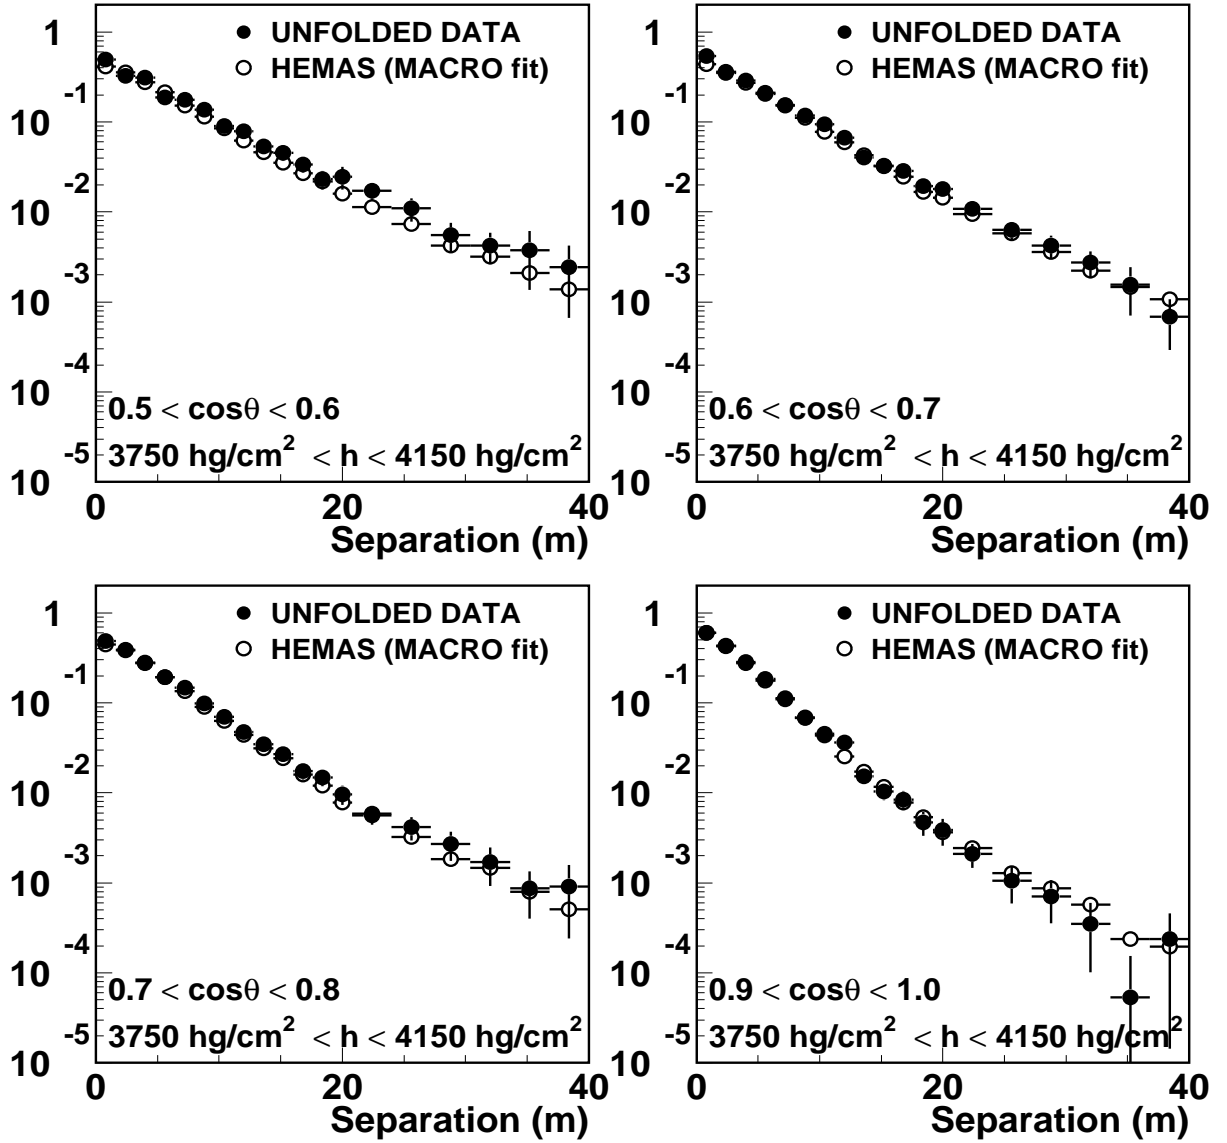 1
10
-1
10
-2
10
-3
10
-4
10
-5
UNFOLDED DATA
HEMAS (MACRO fit)
0.5 < cosθ < 0.6
3750 hg/cm² < h < 4150 hg/cm²
0 20 40
Separation (m)
1
10
-1
10
-2
10
-3
10
-4
10
-5
UNFOLDED DATA
HEMAS (MACRO fit)
0.6 < cosθ < 0.7
3750 hg/cm² < h < 4150 hg/cm²
0 20 40
Separation (m)
1
10
-1
10
-2
10
-3
10
-4
10
-5
UNFOLDED DATA
HEMAS (MACRO fit)
0.7 < cosθ < 0.8
3750 hg/cm² < h < 4150 hg/cm²
0 20 40
Separation (m)
1
10
-1
10
-2
10
-3
10
-4
10
-5
UNFOLDED DATA
HEMAS (MACRO fit)
0.9 < cosθ < 1.0
3750 hg/cm² < h < 4150 hg/cm²
0 20 40
Separation (m)